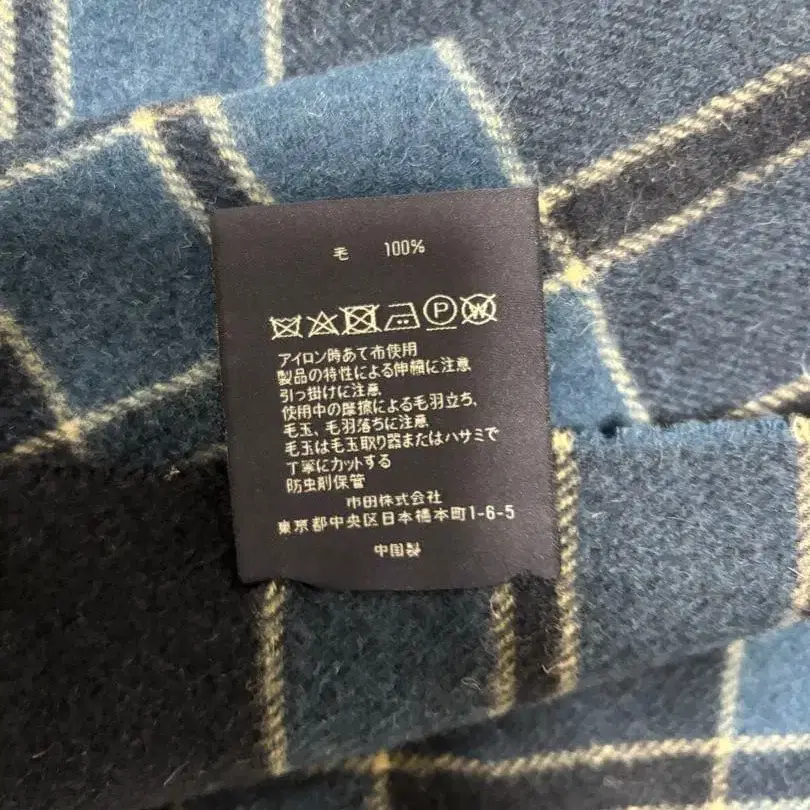 毛 100%
P W
アイロン時あて布使用
製品の特性による伸縮に注意
引っ掛けに注意
使用中の摩擦による毛羽立ち、
毛玉、毛羽落ちに注意
毛玉は毛玉取り器またはハサミで
丁寧にカットする
防虫剤保管
市田株式会社
東京都中央区日本橋本町1-6-5
中国製